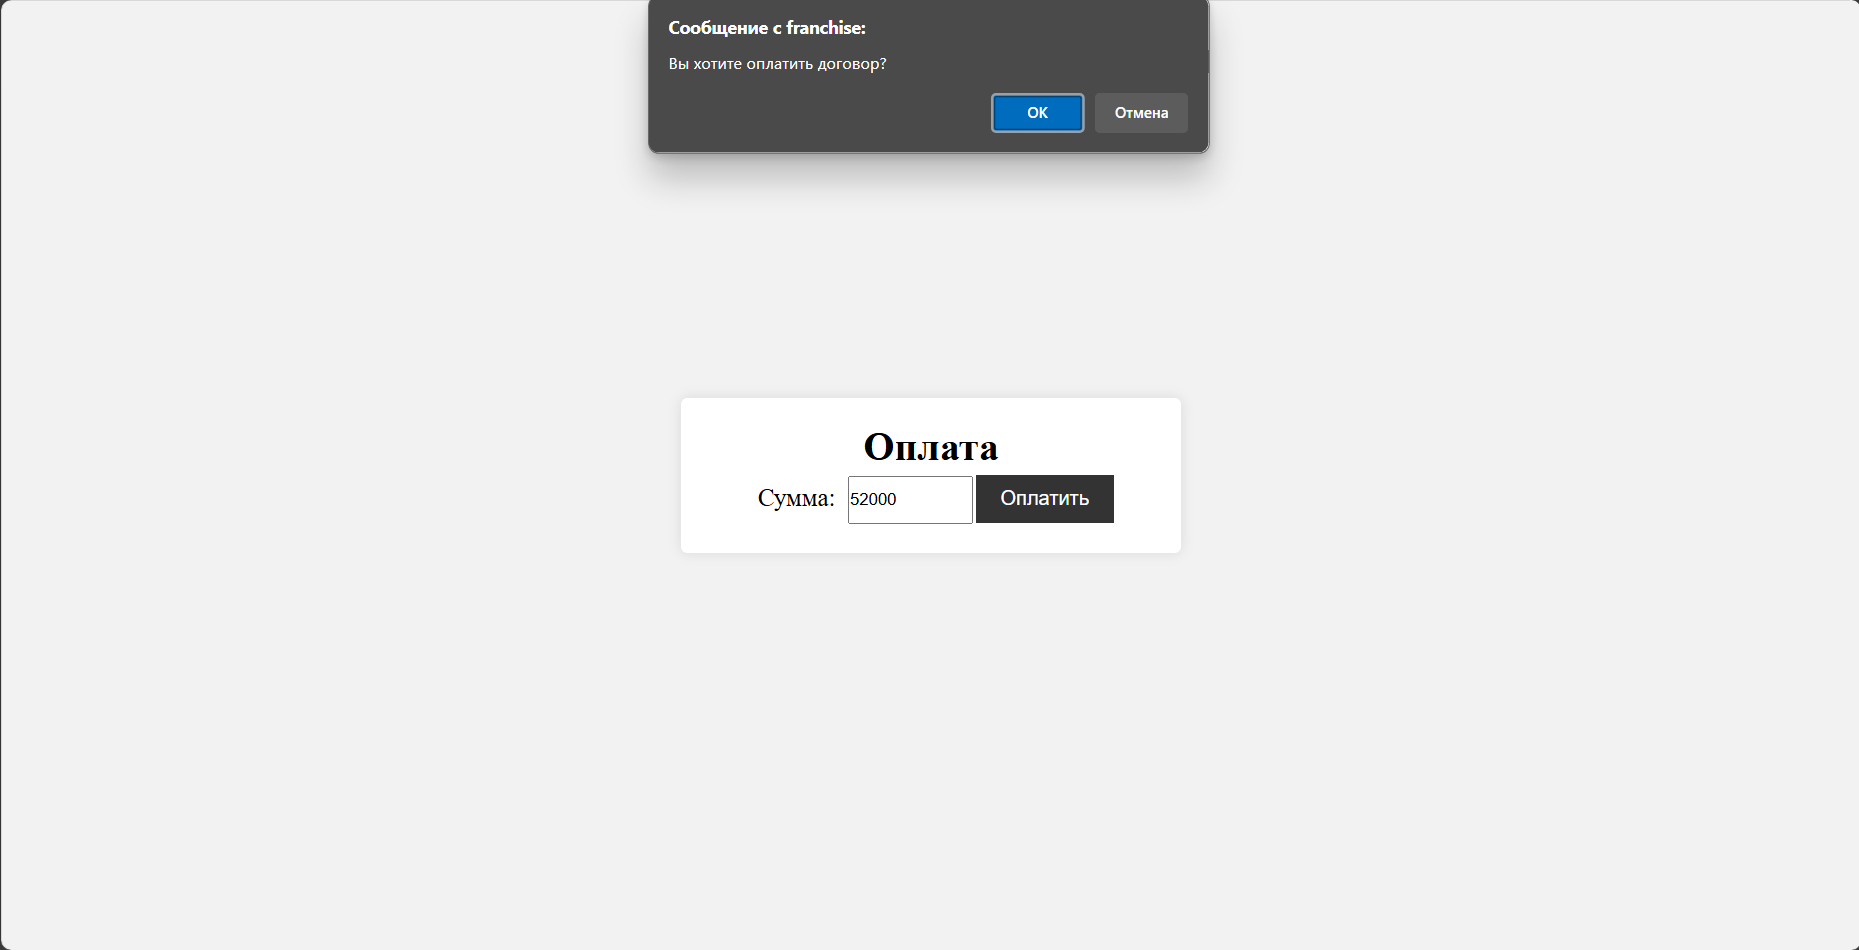 Сообщение с franchise:
Вы хотите оплатить договор?
ОК Отмена
Оплата
Сумма: 52000 Оплатить